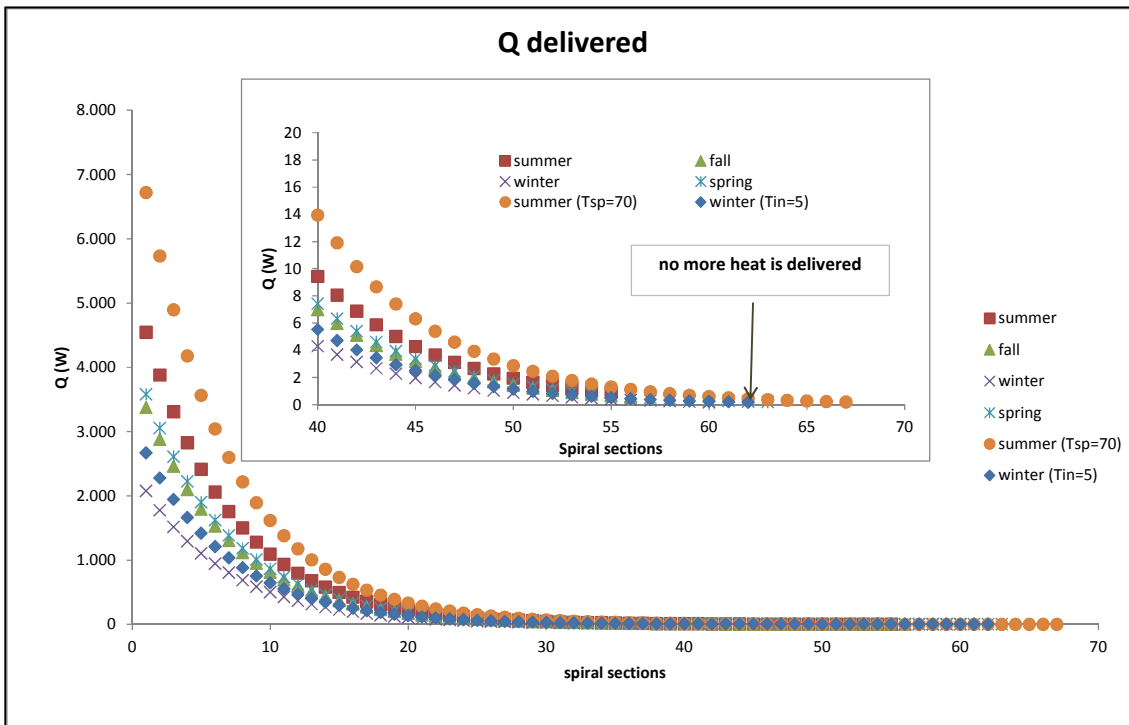 Q delivered
8.000
7.000
6.000
5.000
4.000
3.000
2.000
1.000
0
Q (W)
0 10 20 30 40 50 60 70
spiral sections
20
18
16
14
12
10
8
6
4
2
0
Q (W)
40 45 50 55 60 65 70
Spiral sections
summer fall
winter spring
summer (Tsp=70) winter (Tin=5)
no more heat is delivered
summer
fall
winter
spring
summer (Tsp=70)
winter (Tin=5)